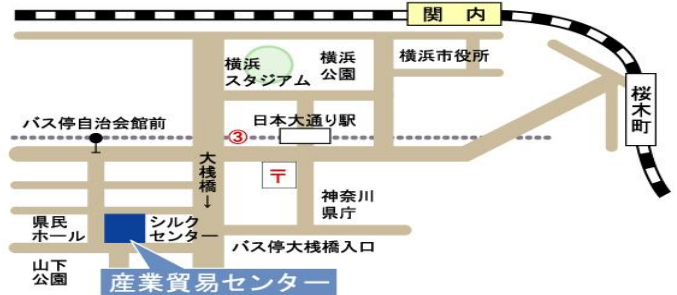 関 内
横浜
スタジアム
横浜
公園
横浜市役所
桜木町
バス停自治会館前
③
日本大通り駅
大桟橋↓
〒
神奈川
県庁
県民
ホール
シルク
センター
バス停大桟橋入口
山下
公園
産業貿易センター